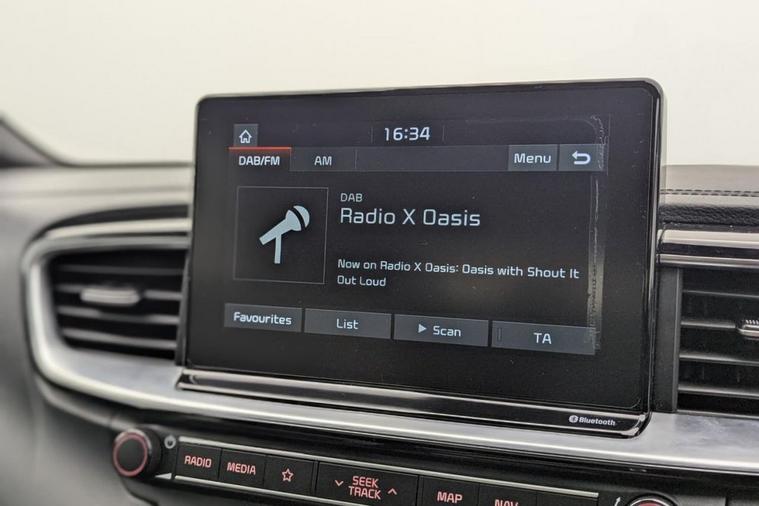 16:34
DAB/FM AM Menu
DAB
Radio X Oasis
Now on Radio X Oasis: Oasis with Shout It
Out Loud
Favourites List Scan TA
Bluetooth
RADIO MEDIA SEEK TRACK MAP NAV